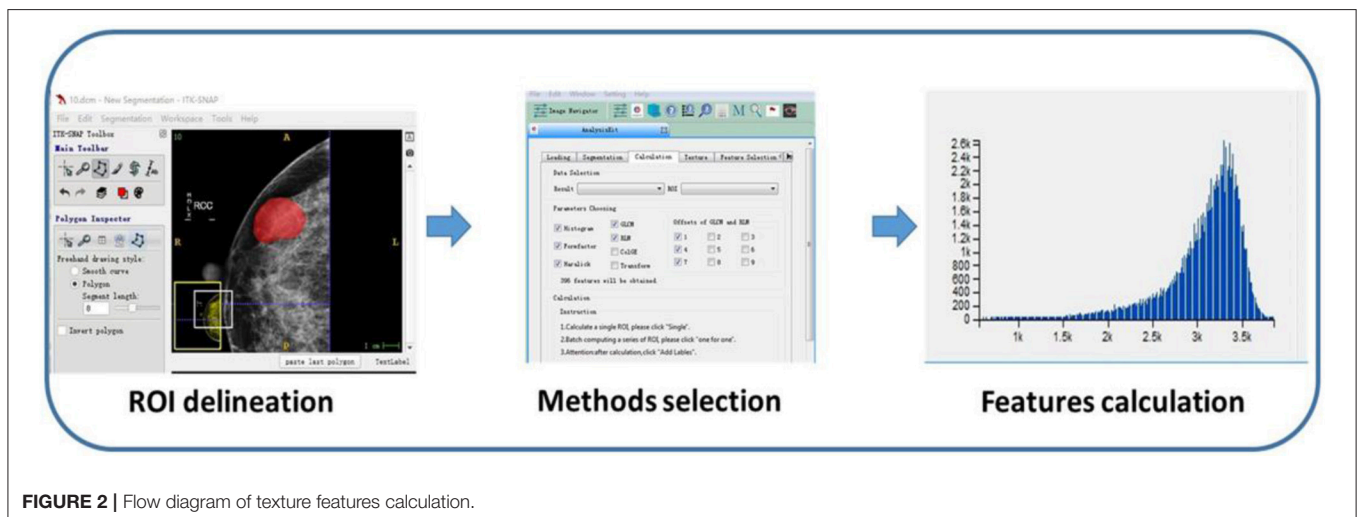 10.dcm - New Segmentation - ITK-SNAP
File Edit Segmentation Workspace Tools Help
ITK-SNAP Toolbox
Main Toolbar
Polygon Inspector
Freehand drawing style:
Smooth curve
Polygon
Segment length:
0
Invert polygon
10
A
RCC
R
L
P
1 cm
paste last polygon
TextLabel
ROI delineation
File Edit Window Setting Help
Image Navigator
M
AnalysisKit
Loading Segmentation Calculation Texture Feature Selection
Data Selection
Result ROI
Parameters Choosing
Histogram
Formfactor
Haralick
GLCM
RLM
Transform
Offsets of GLCM and RLM
1 2 3
4 5 6
7 8 9
396 features will be obtained
Calculation
Instruction
1.Calculate a single ROI, please click "Single".
2.Batch computing a series of ROI, please click "one for one".
3.Attention:after calculation,click "Add Lables".
Methods selection
2.6k
2.4k
2.2k
2k
1.8k
1.6k
1.4k
1.2k
1k
800
600
400
200
0
1k 1.5k 2k 2.5k 3k 3.5k
Features calculation
FIGURE 2 | Flow diagram of texture features calculation.